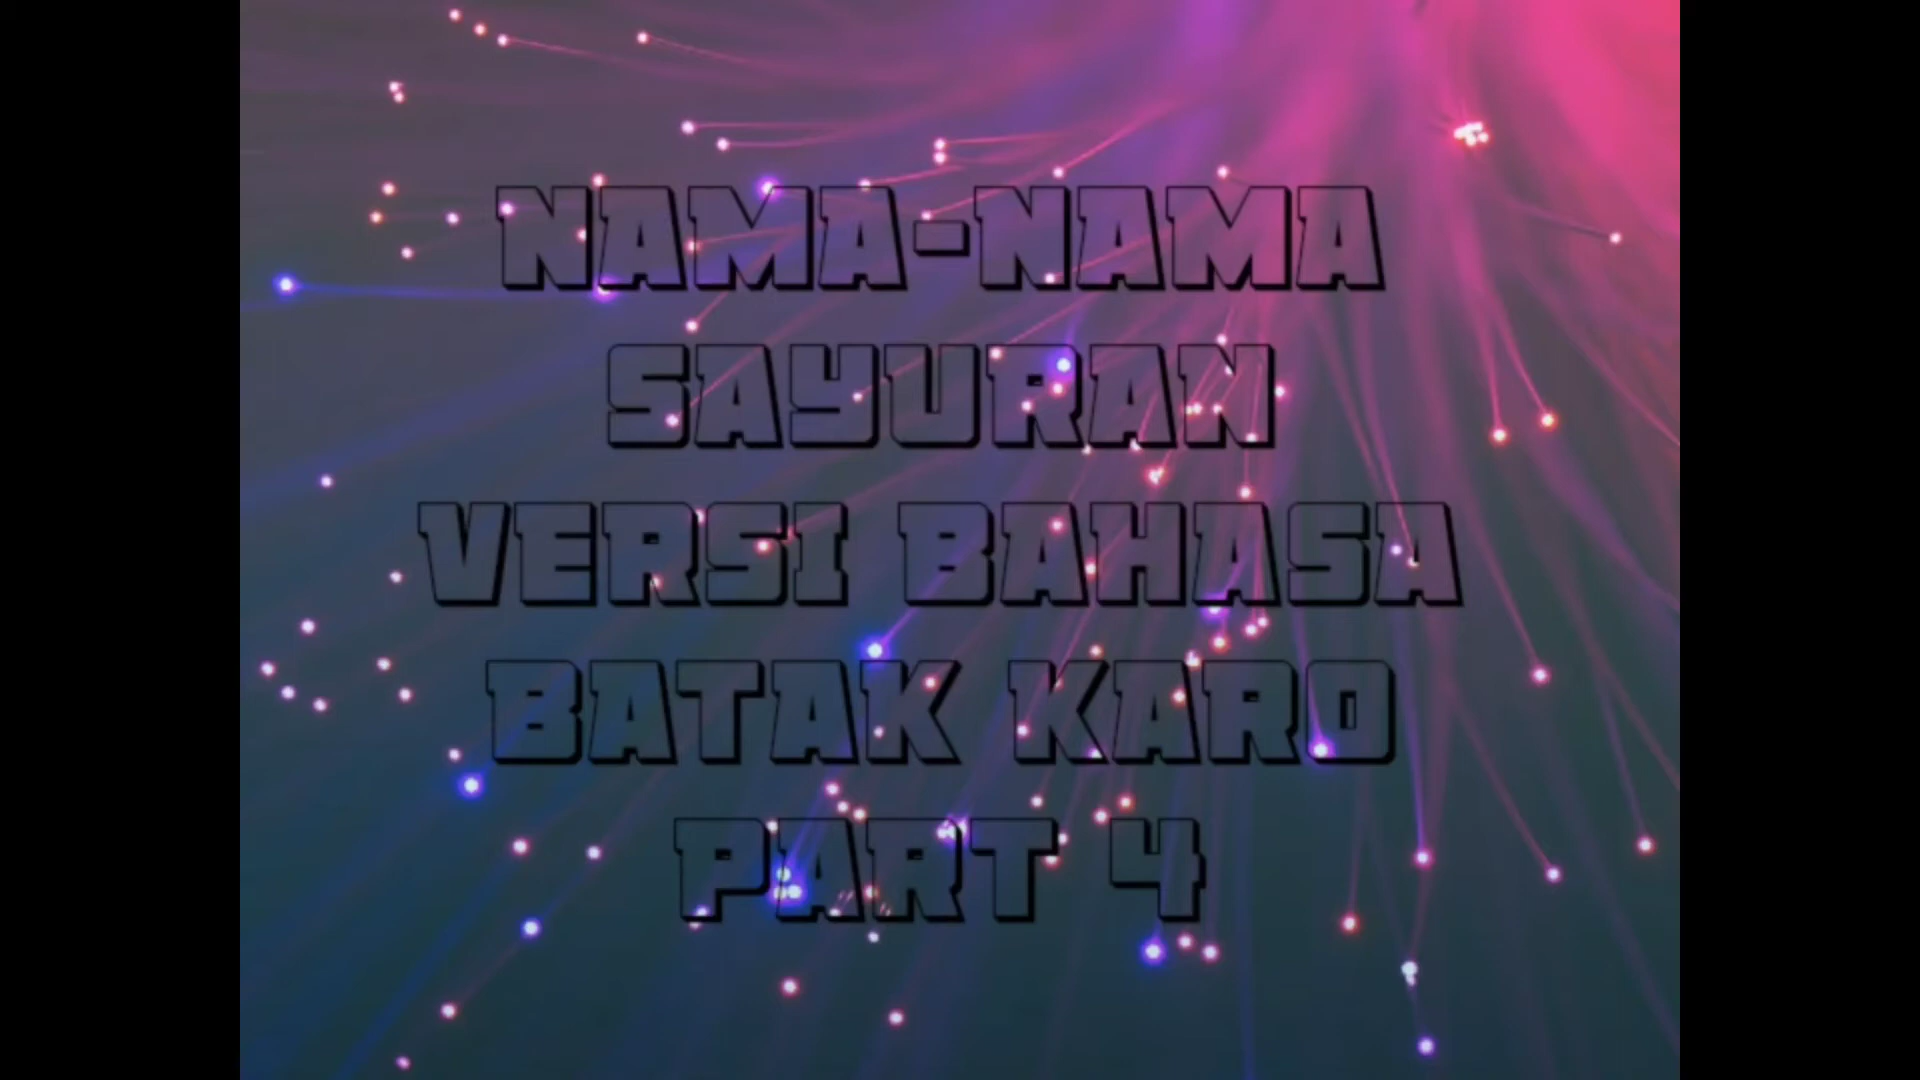 NAMA-NAMA
SAYURAN
VERSI BAHASA
BATAK KARO
PART 4